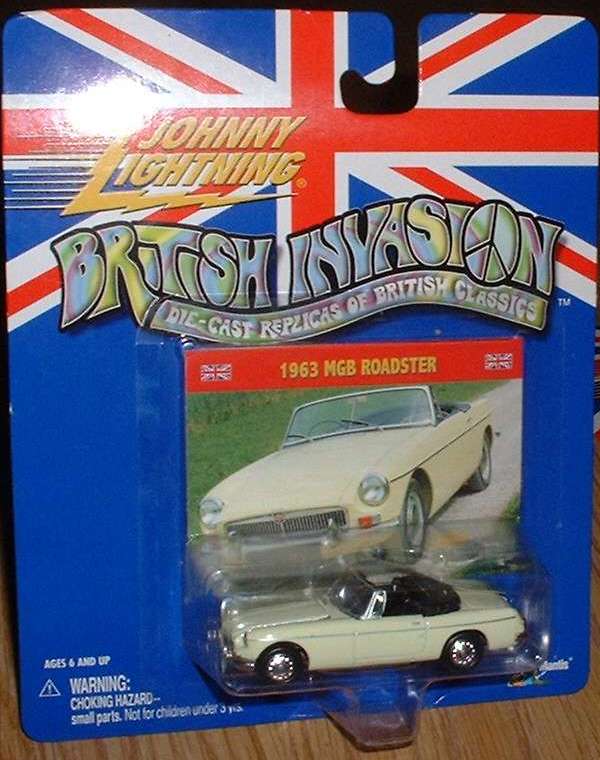 JOHNNY
LIGHTNING®
BRITISH INVASION
DIE-CAST REPLICAS OF BRITISH CLASSICS ™
1963 MGB ROADSTER
AGES 6 AND UP
WARNING:
CHOKING HAZARD--
small parts. Not for children under 3 yrs.